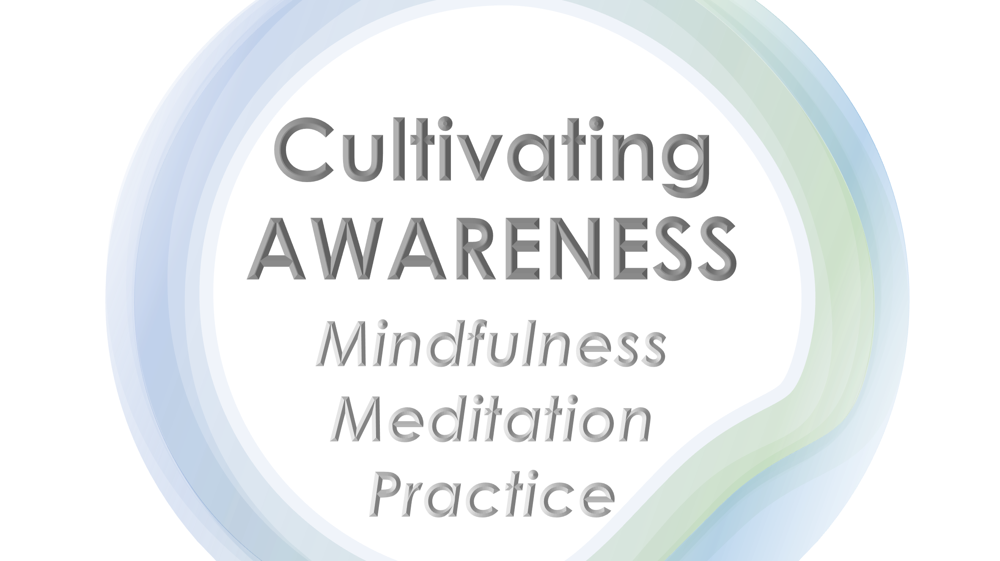 Cultivating
AWARENESS
Mindfulness
Meditation
Practice